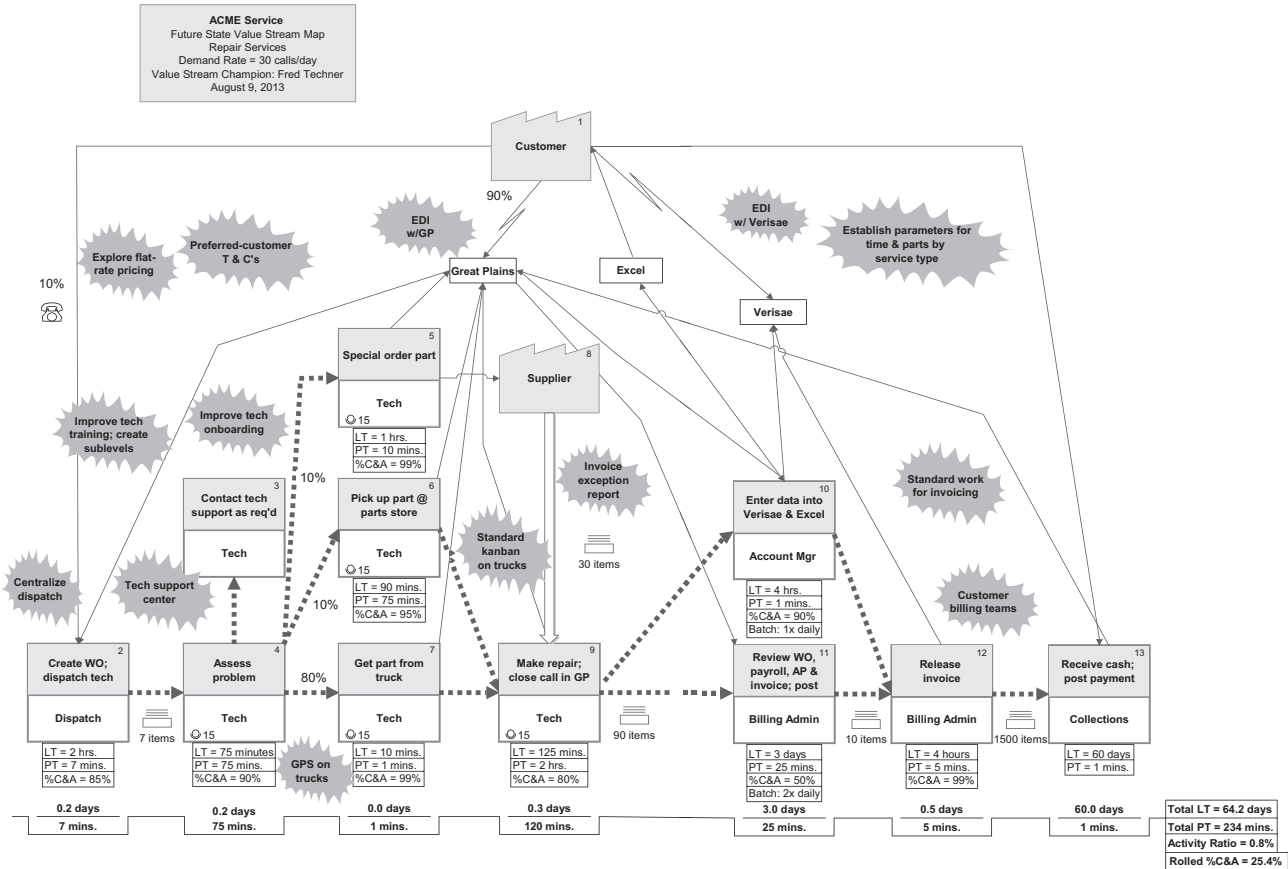 ACME Service
Future State Value Stream Map
Repair Services
Demand Rate = 30 calls/day
Value Stream Champion: Fred Techner
August 9, 2013
1
Customer
90%
EDI
w/GP
EDI
w/ Verisae
Establish parameters for
time & parts by
service type
Explore flat-
rate pricing
Preferred-customer
T & C's
10%
Great Plains
Excel
Verisae
5
Special order part
Tech
15
LT = 1 hrs.
PT = 10 mins.
%C&A = 99%
8
Supplier
Improve tech
training; create
sublevels
Improve tech
onboarding
10%
Invoice
exception
report
30 items
Standard work
for invoicing
3
Contact tech
support as req'd
Tech
6
Pick up part @
parts store
Tech
15
LT = 90 mins.
PT = 75 mins.
%C&A = 95%
Standard
kanban
on trucks
10
Enter data into
Verisae & Excel
Account Mgr
LT = 4 hrs.
PT = 1 mins.
%C&A = 90%
Batch: 1x daily
Centralize
dispatch
Tech support
center
10%
Customer
billing teams
2
Create WO;
dispatch tech
Dispatch
LT = 2 hrs.
PT = 7 mins.
%C&A = 85%
7 items
4
Assess
problem
Tech
15
LT = 75 minutes
PT = 75 mins.
%C&A = 90%
80%
GPS on
trucks
7
Get part from
truck
Tech
15
LT = 10 mins.
PT = 1 mins.
%C&A = 99%
9
Make repair;
close call in GP
Tech
15
LT = 125 mins.
PT = 2 hrs.
%C&A = 80%
90 items
11
Review WO,
payroll, AP &
invoice; post
Billing Admin
LT = 3 days
PT = 25 mins.
%C&A = 50%
Batch: 2x daily
10 items
12
Release
invoice
Billing Admin
LT = 4 hours
PT = 5 mins.
%C&A = 99%
1500 items
13
Receive cash;
post payment
Collections
LT = 60 days
PT = 1 mins.
0.2 days
7 mins.
0.2 days
75 mins.
0.0 days
1 mins.
0.3 days
120 mins.
3.0 days
25 mins.
0.5 days
5 mins.
60.0 days
1 mins.
Total LT = 64.2 days
Total PT = 234 mins.
Activity Ratio = 0.8%
Rolled %C&A = 25.4%